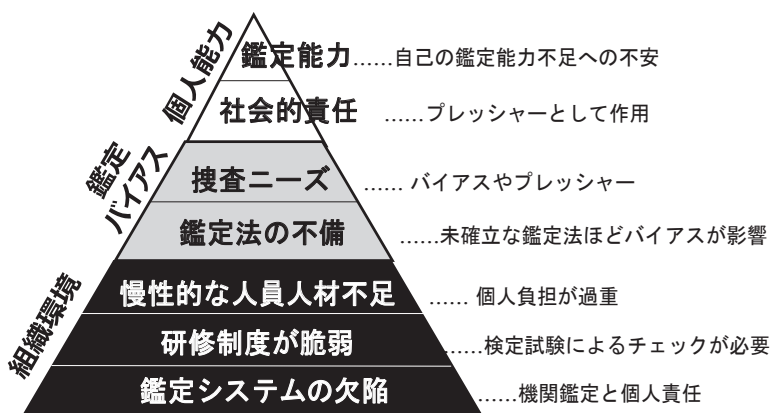 個人能力
鑑定能力……自己の鑑定能力不足への不安
社会的責任 ……プレッシャーとして作用
鑑定
バイアス
捜査ニーズ …… バイアスやプレッシャー
鑑定法の不備 ……未確立な鑑定法ほどバイアスが影響
組織環境
慢性的な人員人材不足 …… 個人負担が過重
研修制度が脆弱 ……検定試験によるチェックが必要
鑑定システムの欠陥 ……機関鑑定と個人責任